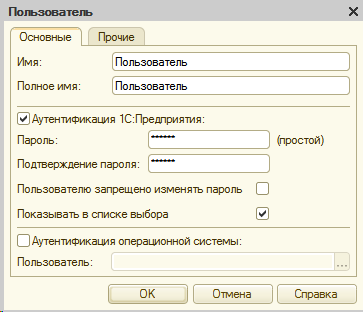 Пользователь
Основные Прочие
Имя: Пользователь
Полное имя: Пользователь
Аутентификация 1С:Предприятия:
Пароль: ****** (простой)
Подтверждение пароля: ******
Пользователю запрещено изменять пароль
Показывать в списке выбора
Аутентификация операционной системы:
Пользователь: ...
OK Отмена Справка